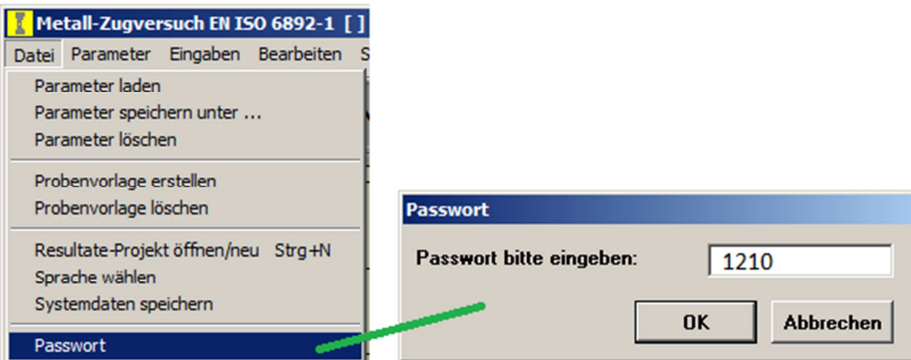 Metall-Zugversuch EN ISO 6892-1 [ ]
Datei Parameter Eingaben Bearbeiten S
Parameter laden
Parameter speichern unter ...
Parameter löschen
Probenvorlage erstellen
Probenvorlage löschen
Resultate-Projekt öffnen/neu Strg+N
Sprache wählen
Systemdaten speichern
Passwort
Passwort
Passwort bitte eingeben: 1210
OK Abbrechen